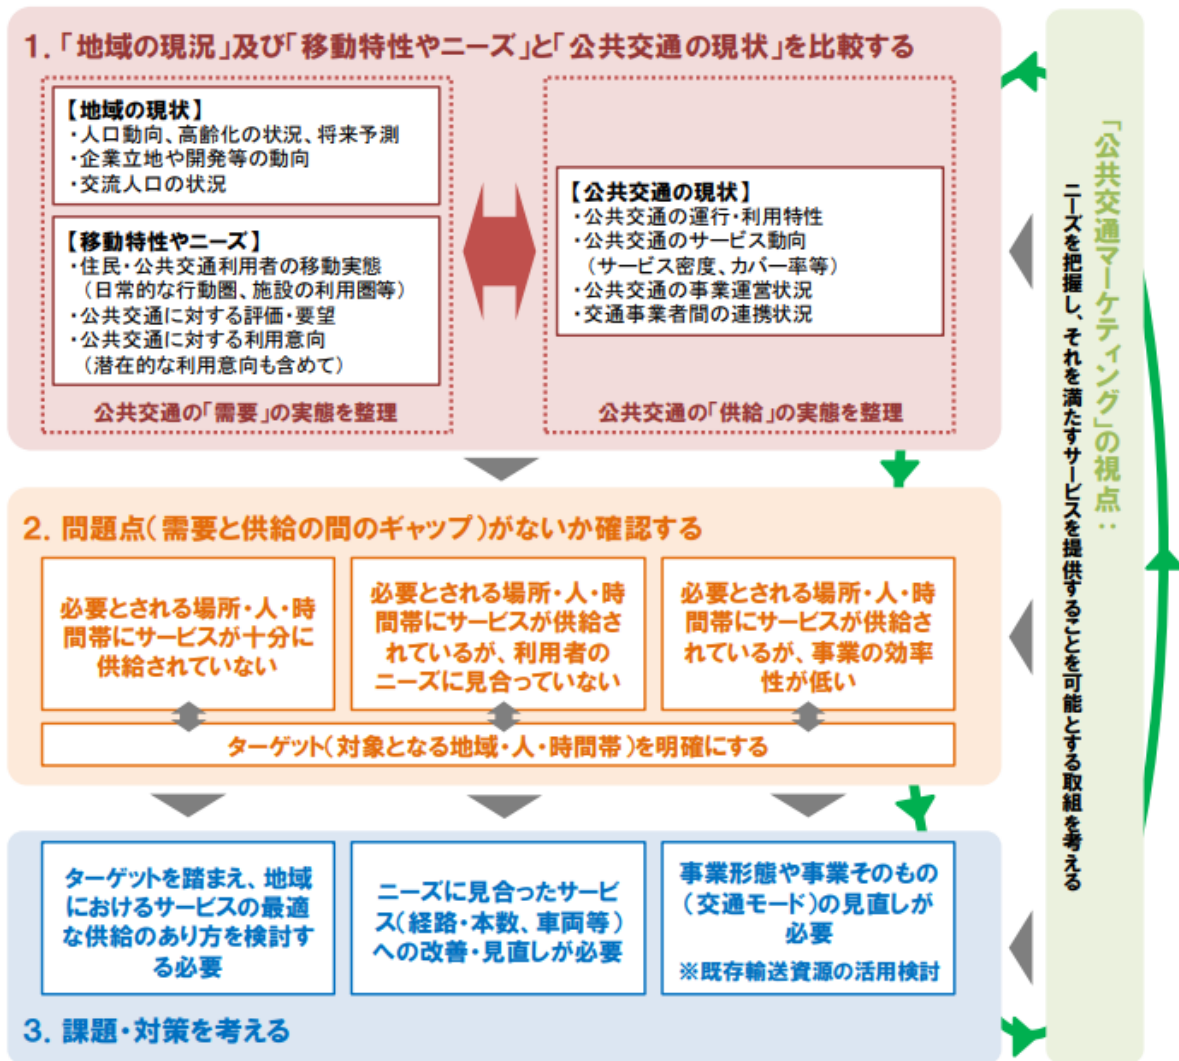 1. 「地域の現況」及び「移動特性やニーズ」と「公共交通の現状」を比較する
【地域の現状】
・人口動向、高齢化の状況、将来予測
・企業立地や開発等の動向
・交流人口の状況
【移動特性やニーズ】
・住民・公共交通利用者の移動実態
（日常的な行動圏、施設の利用圏等）
・公共交通に対する評価・要望
・公共交通に対する利用意向
（潜在的な利用意向も含めて）
公共交通の「需要」の実態を整理
【公共交通の現状】
・公共交通の運行・利用特性
・公共交通のサービス動向
（サービス密度、カバー率等）
・公共交通の事業運営状況
・交通事業者間の連携状況
公共交通の「供給」の実態を整理
2. 問題点（需要と供給の間のギャップ）がないか確認する
必要とされる場所・人・時
間帯にサービスが十分に
供給されていない
必要とされる場所・人・時
間帯にサービスが供給さ
れているが、利用者の
ニーズに見合っていない
必要とされる場所・人・時
間帯にサービスが供給さ
れているが、事業の効率
性が低い
ターゲット（対象となる地域・人・時間帯）を明確にする
ターゲットを踏まえ、地域
におけるサービスの最適
な供給のあり方を検討す
る必要
ニーズに見合ったサービ
ス（経路・本数、車両等）
への改善・見直しが必要
事業形態や事業そのもの
（交通モード）の見直しが
必要
※既存輸送資源の活用検討
3. 課題・対策を考える
「公共交通マーケティング」の視点：
ニーズを把握し、それを満たすサービスを提供することを可能とする取組を考える